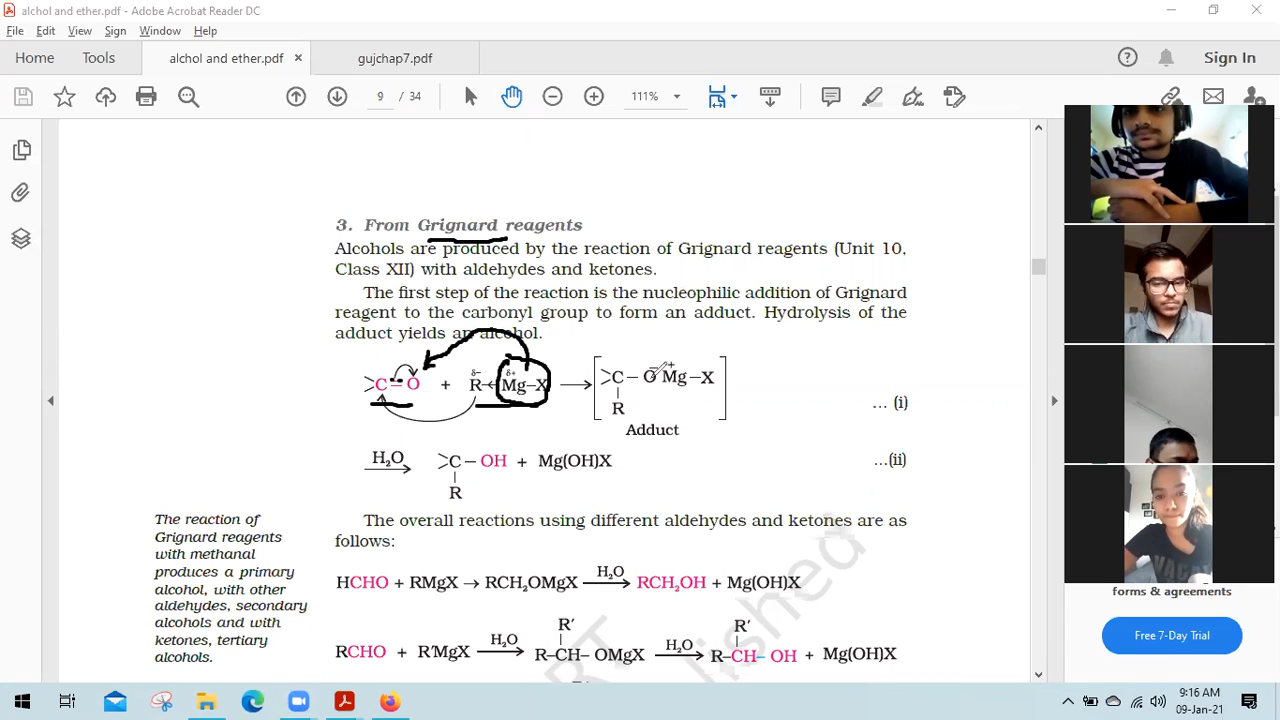 alchol and ether.pdf - Adobe Acrobat Reader DC
File Edit View Sign Window Help
Home Tools alchol and ether.pdf × gujchap7.pdf Sign In
9 / 34 111%
3. From Grignard reagents
Alcohols are produced by the reaction of Grignard reagents (Unit 10,
Class XII) with aldehydes and ketones.
The first step of the reaction is the nucleophilic addition of Grignard
reagent to the carbonyl group to form an adduct. Hydrolysis of the
adduct yields an alcohol.
>C=O + R^δ−←Mg^δ+–X → [>C–O⁻Mg⁺–X]
R
Adduct
... (i)
H₂O → >C–OH + Mg(OH)X ...(ii)
R
The overall reactions using different aldehydes and ketones are as
follows:
The reaction of
Grignard reagents
with methanal
produces a primary
alcohol, with other
aldehydes, secondary
alcohols and with
ketones, tertiary
alcohols.
HCHO + RMgX → RCH₂OMgX H₂O → RCH₂OH + Mg(OH)X
R′ R′
RCHO + R′MgX H₂O → R–CH–OMgX H₂O → R–CH–OH + Mg(OH)X
forms & agreements
Free 7-Day Trial
9:16 AM
09-Jan-21